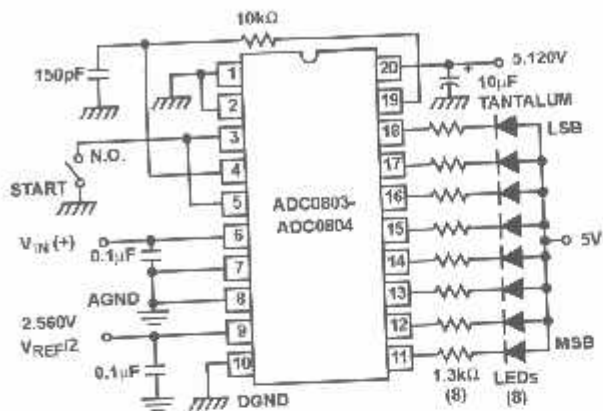 10kΩ
150pF
5.120V
10µF
TANTALUM
1
2
3
4
5
6
7
8
9
10
20
19
18
17
16
15
14
13
12
11
LSB
N.O.
START
ADC0803-
ADC0804
VIN(+)
0.1µF
5V
AGND
2.560V
VREF/2
MSB
0.1µF
DGND
1.3kΩ
(8)
LEDs
(8)